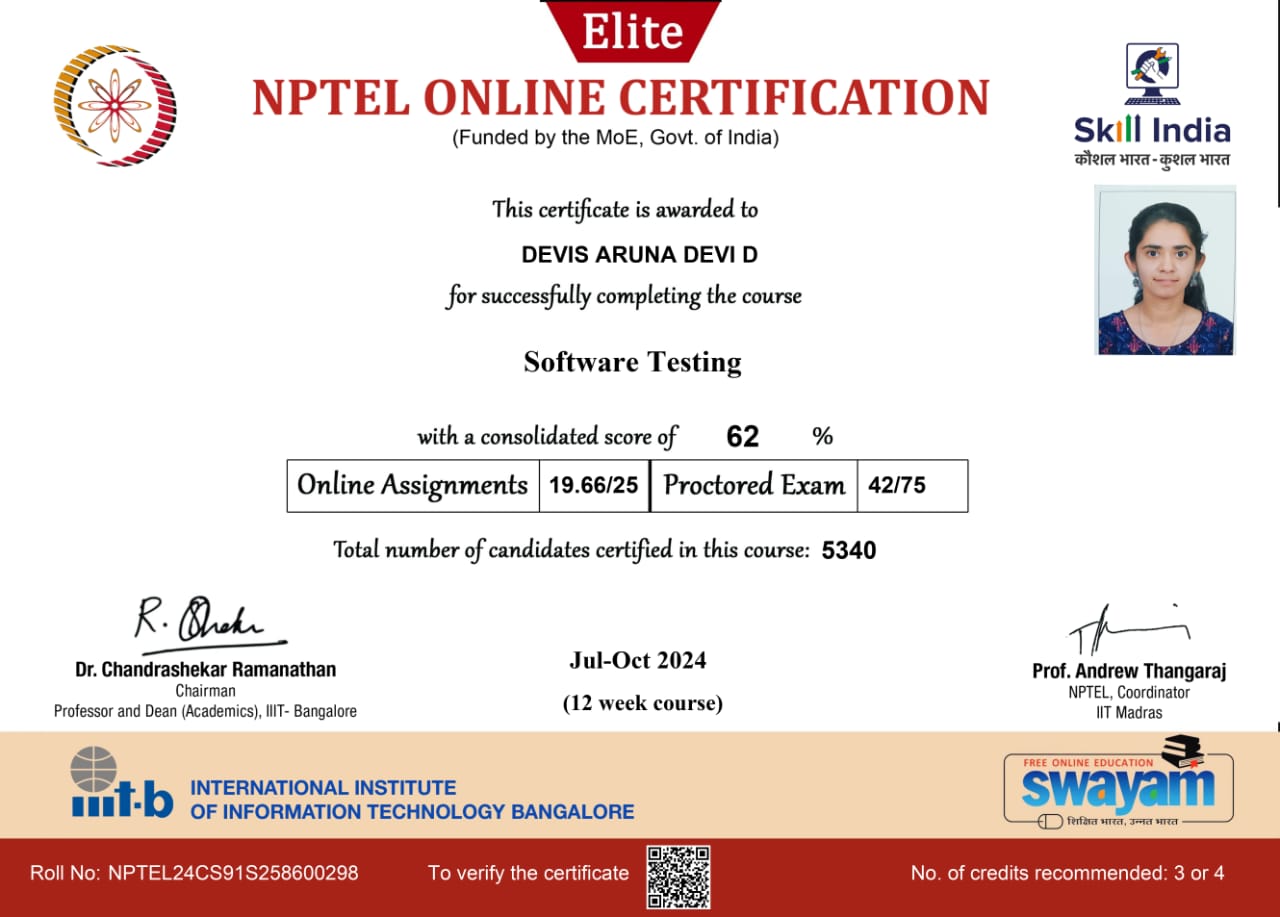 Elite
NPTEL ONLINE CERTIFICATION
(Funded by the MoE, Govt. of India)
Skill India
कौशल भारत - कुशल भारत
This certificate is awarded to
DEVIS ARUNA DEVI D
for successfully completing the course
Software Testing
with a consolidated score of 62 %
Online Assignments 19.66/25 Proctored Exam 42/75
Total number of candidates certified in this course: 5340
R. Shekr
Dr. Chandrashekar Ramanathan
Chairman
Professor and Dean (Academics), IIIT- Bangalore
Jul-Oct 2024
(12 week course)
Prof. Andrew Thangaraj
NPTEL, Coordinator
IIT Madras
iiit-b
INTERNATIONAL INSTITUTE
OF INFORMATION TECHNOLOGY BANGALORE
FREE ONLINE EDUCATION
swayam
शिक्षित भारत, उन्नत भारत
Roll No: NPTEL24CS91S258600298
To verify the certificate
No. of credits recommended: 3 or 4